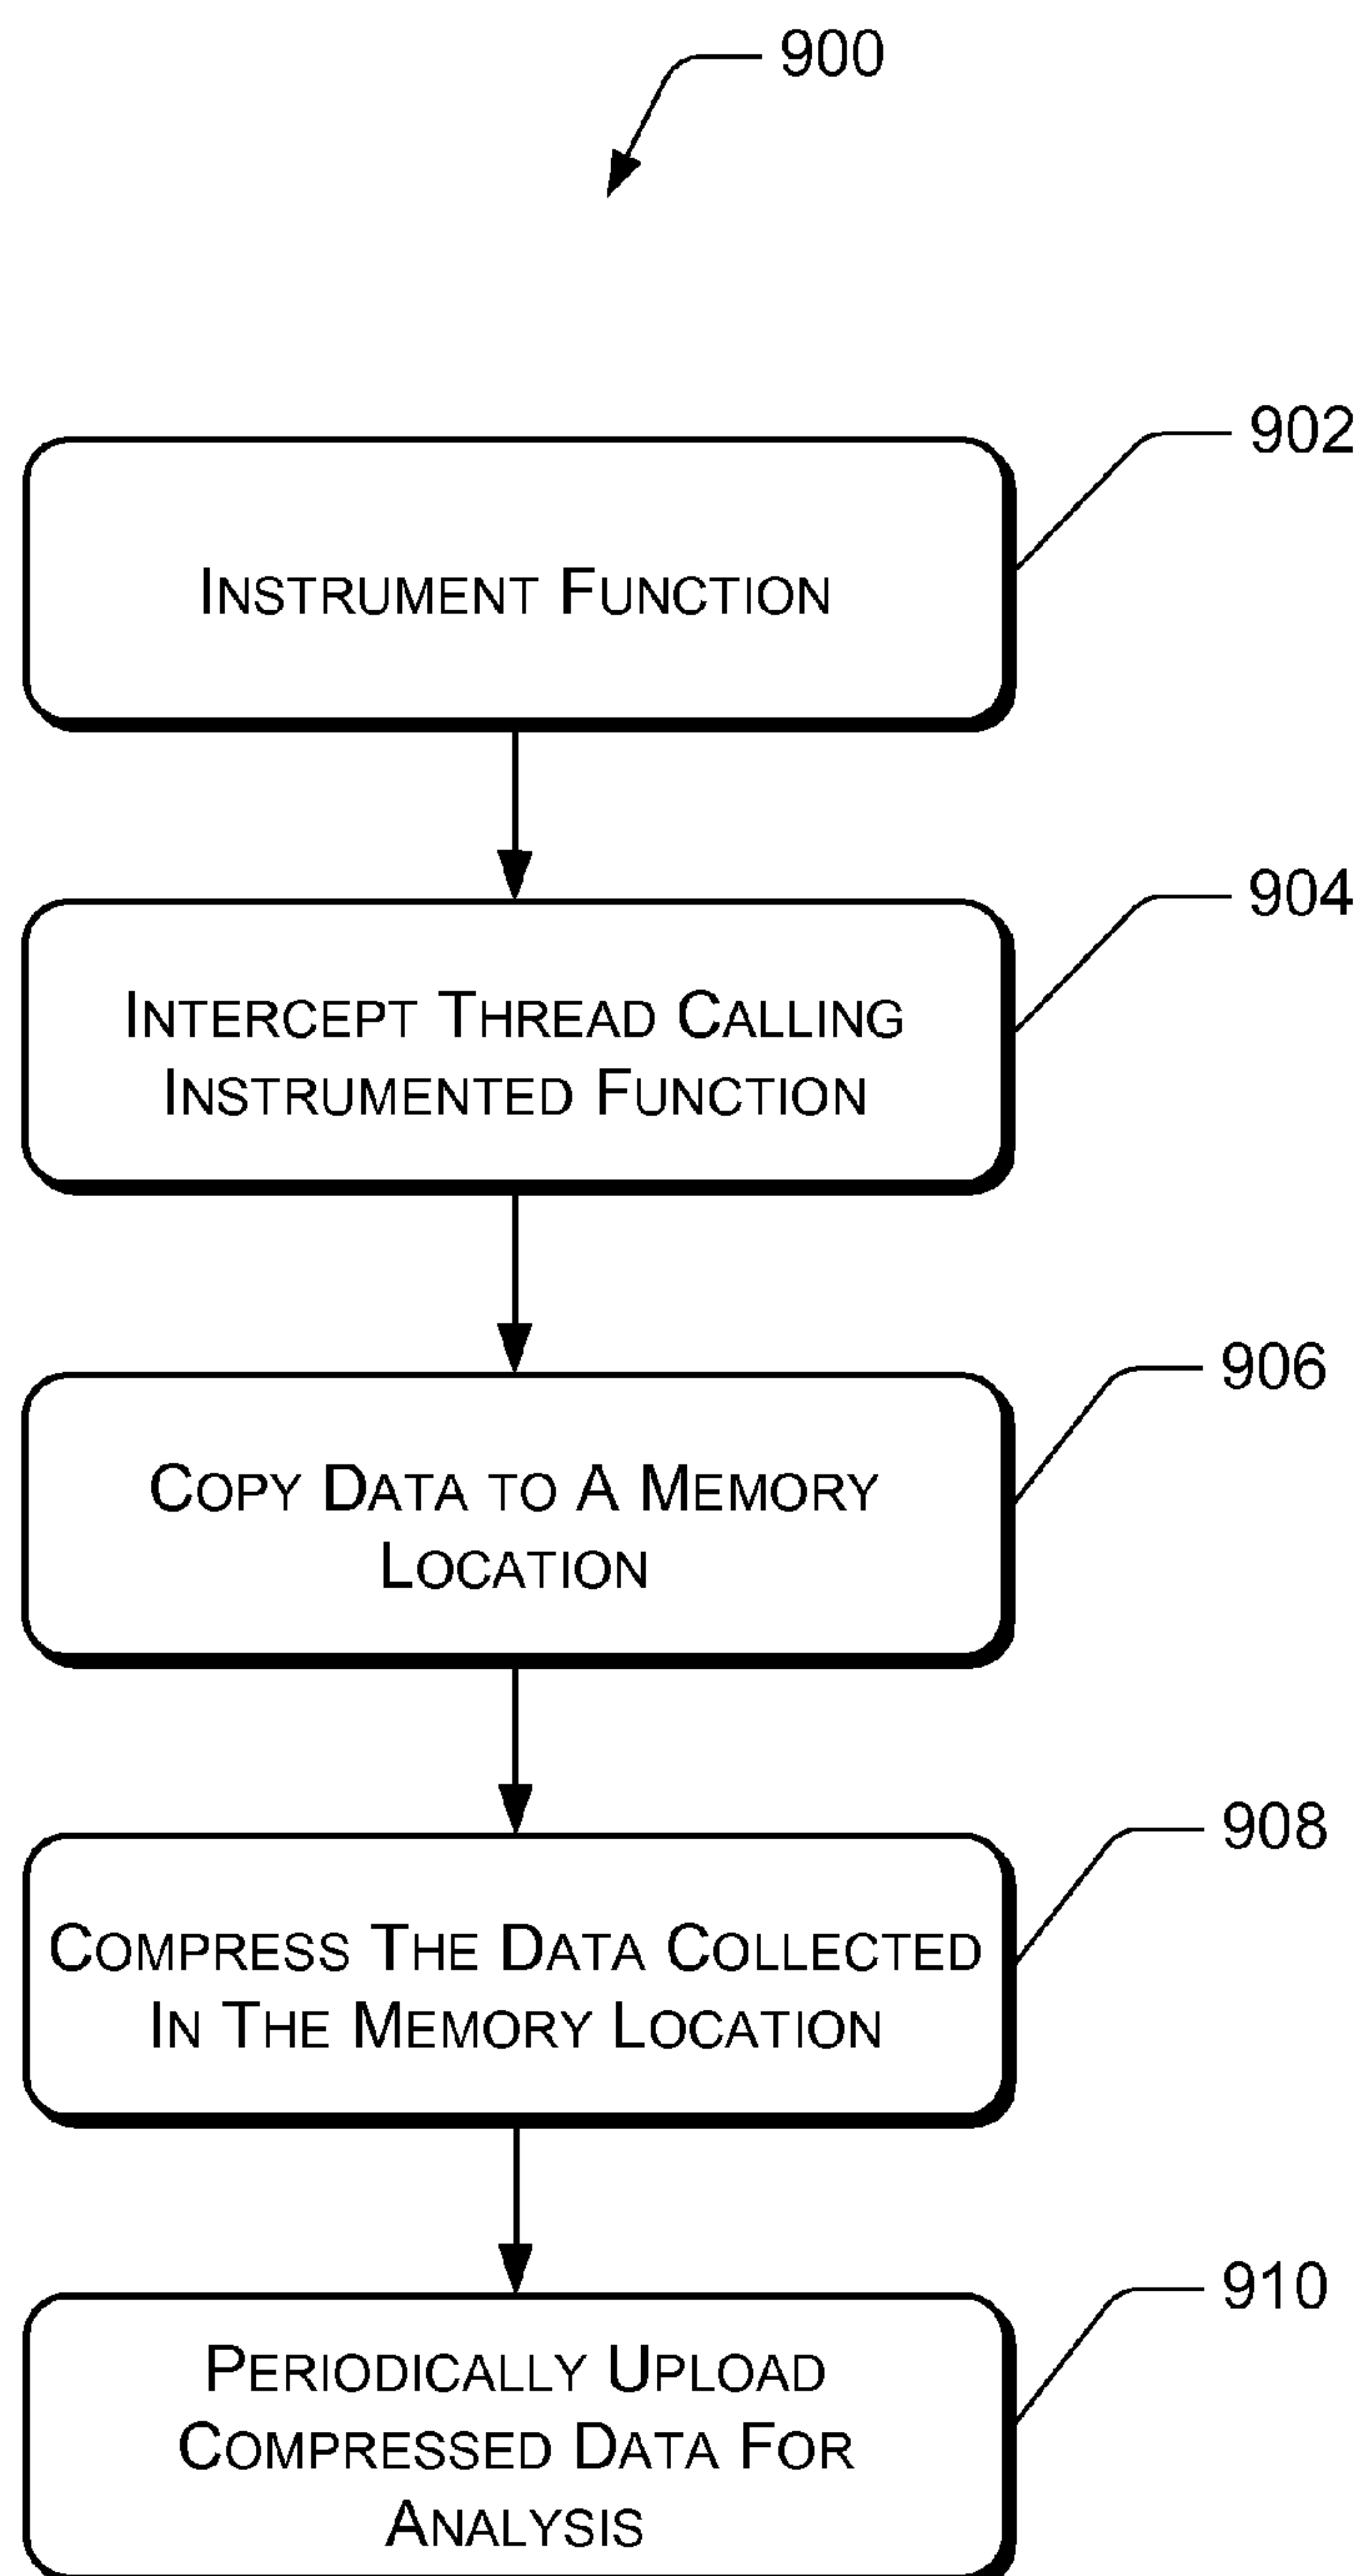 900
902
INSTRUMENT FUNCTION
904
INTERCEPT THREAD CALLING
INSTRUMENTED FUNCTION
906
COPY DATA TO A MEMORY
LOCATION
908
COMPRESS THE DATA COLLECTED
IN THE MEMORY LOCATION
910
PERIODICALLY UPLOAD
COMPRESSED DATA FOR
ANALYSIS